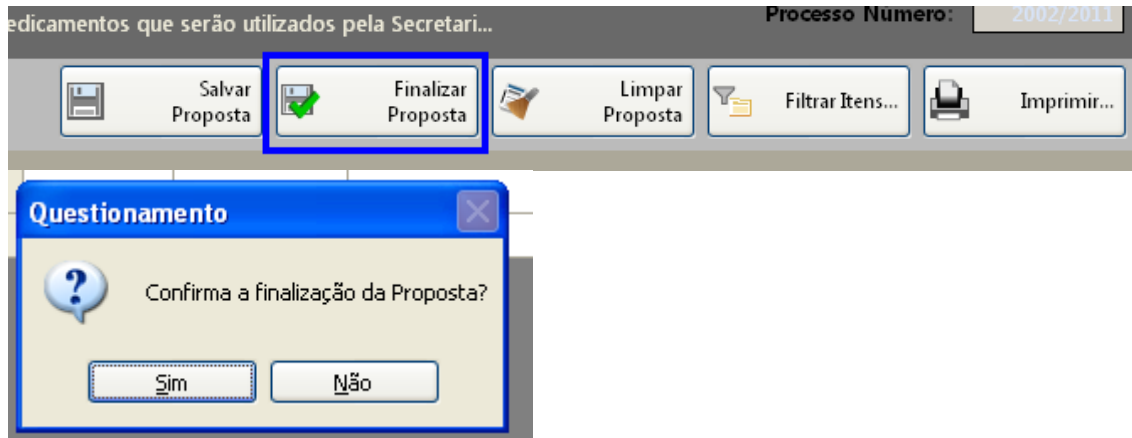 edicamentos que serão utilizados pela Secretari...
Processo Número: 2002/2011
Salvar
Proposta
Finalizar
Proposta
Limpar
Proposta
Filtrar Itens...
Imprimir...
Questionamento
Confirma a finalização da Proposta?
Sim
Não